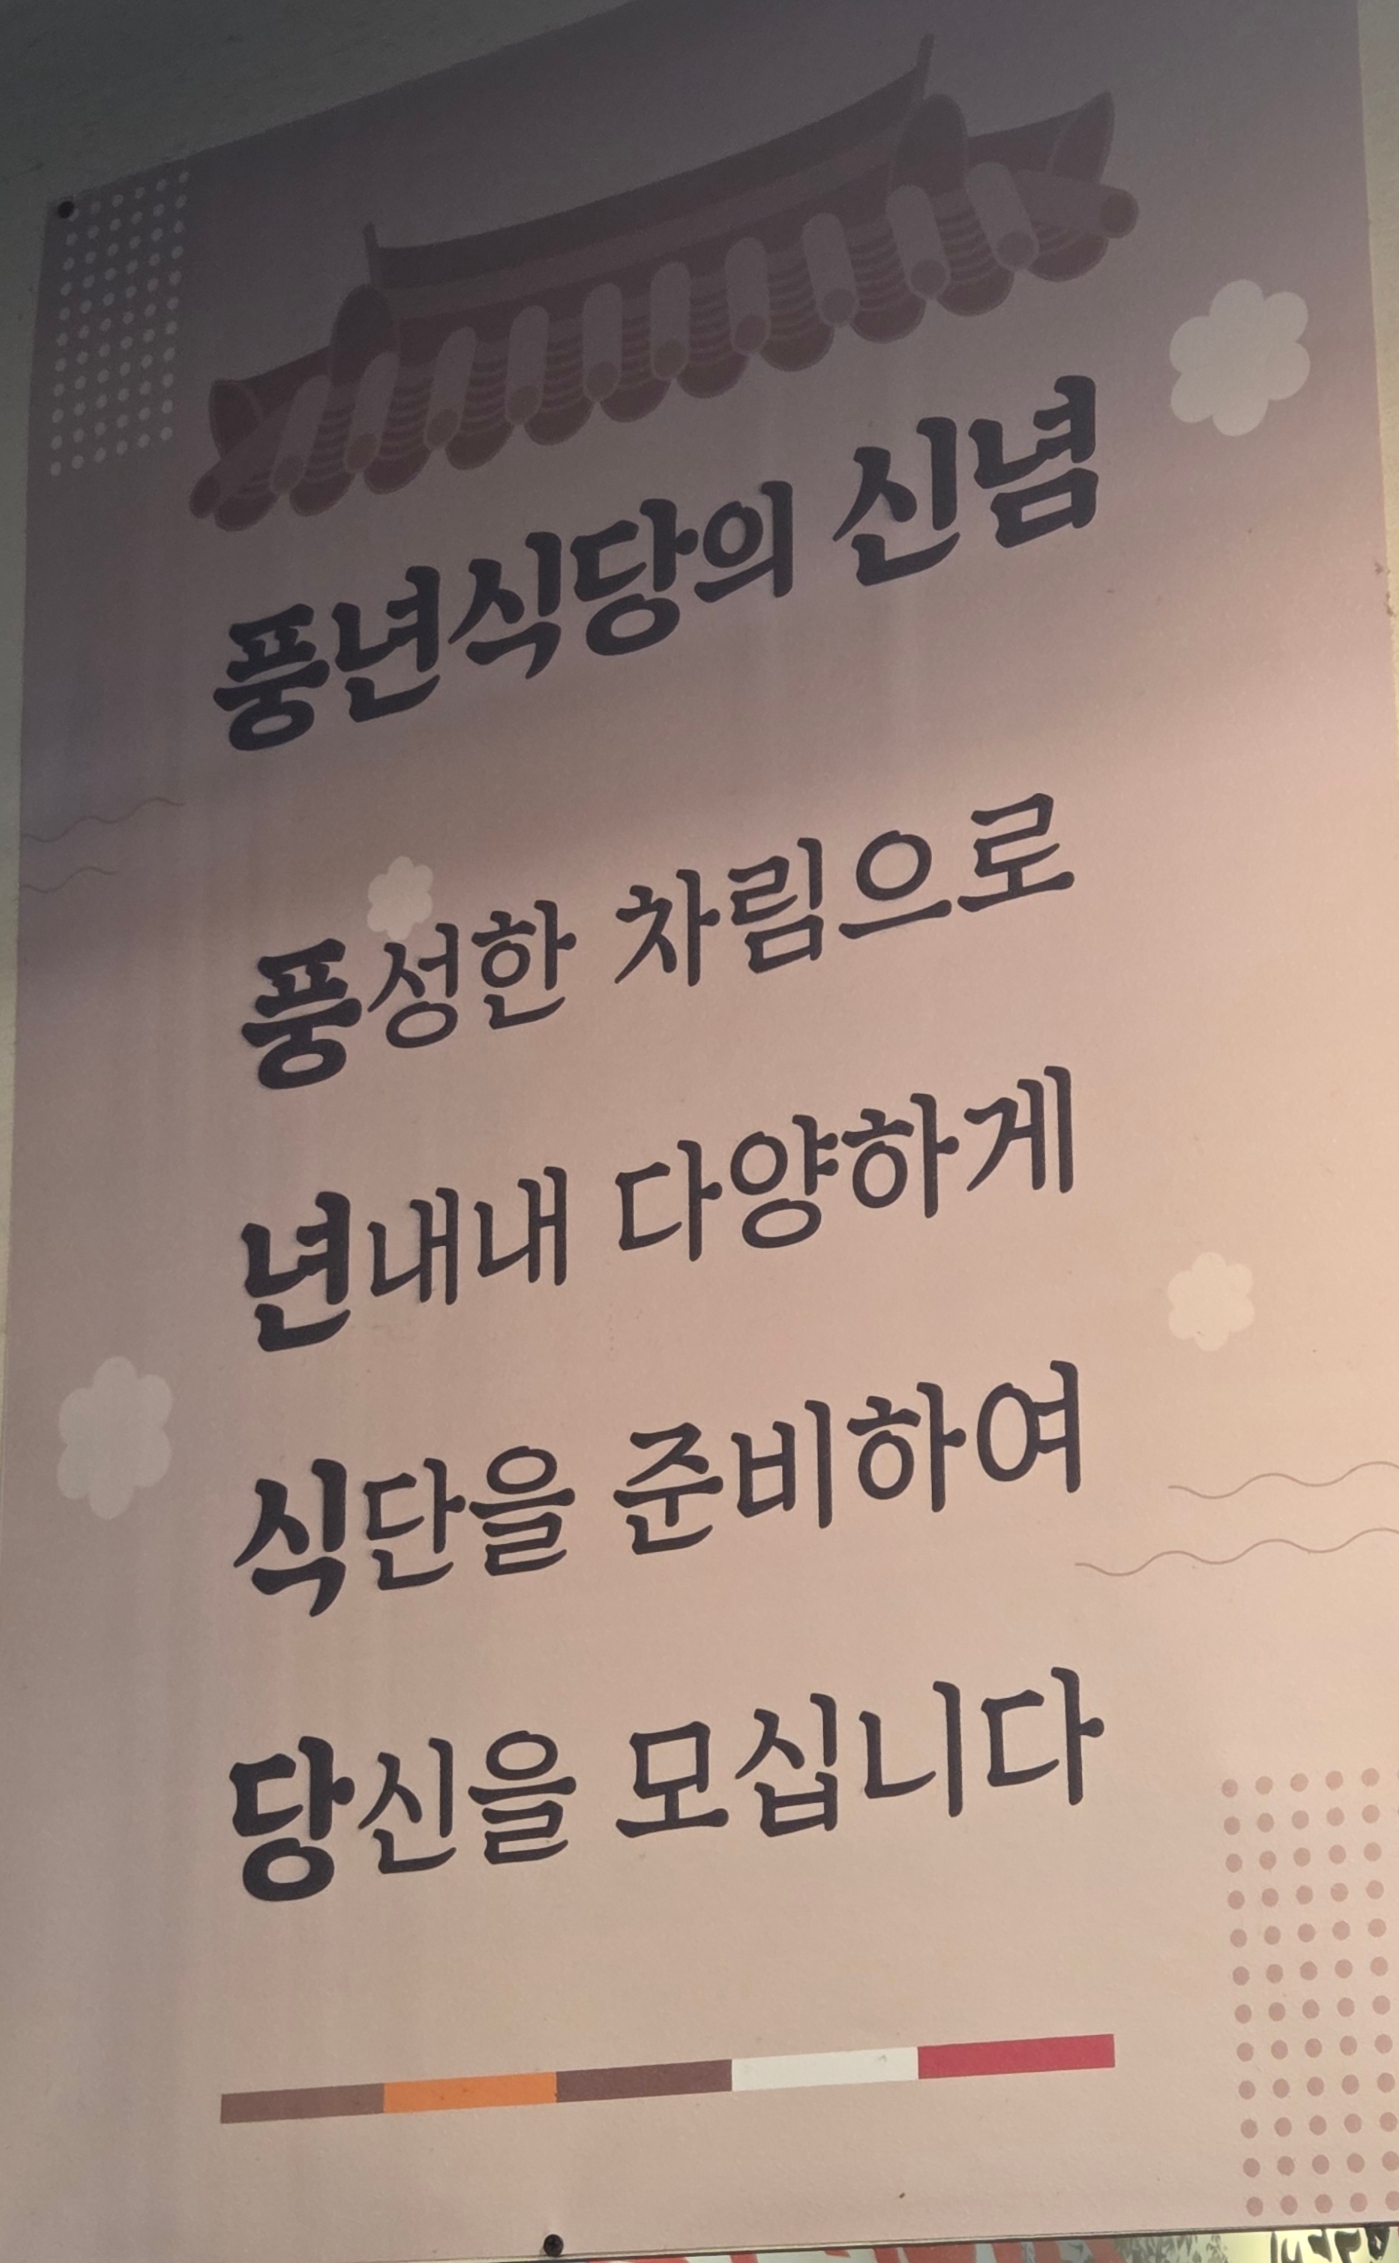 풍년식당의 신념
풍성한 차림으로
년내내 다양하게
식단을 준비하여
당신을 모십니다